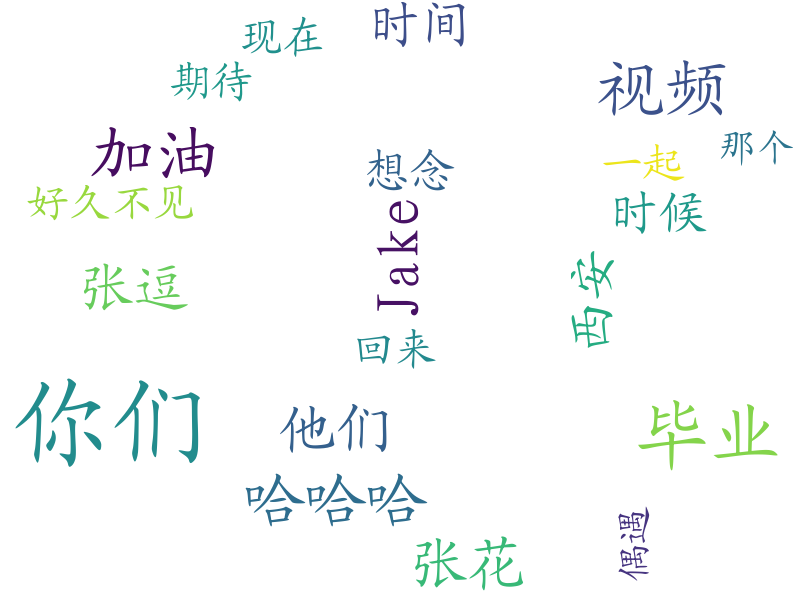 时间
现在
期待
视频
加油
那个
一起
想念
好久不见
时候
Jake
张逗
西安
回来
你们
他们
毕业
哈哈哈
偶遇
张花